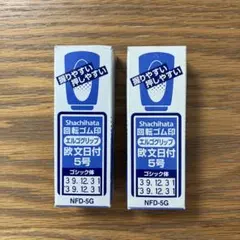 握りやすい
押しやすい
Shachihata
回転ゴム印
エルゴグリップ
欧文日付
5号
ゴシック体
39.12.31
39.12.31
NFD-5G
握りやすい
押しやすい
Shachihata
回転ゴム印
エルゴグリップ
欧文日付
5号
ゴシック体
39.12.31
39.12.31
NFD-5G